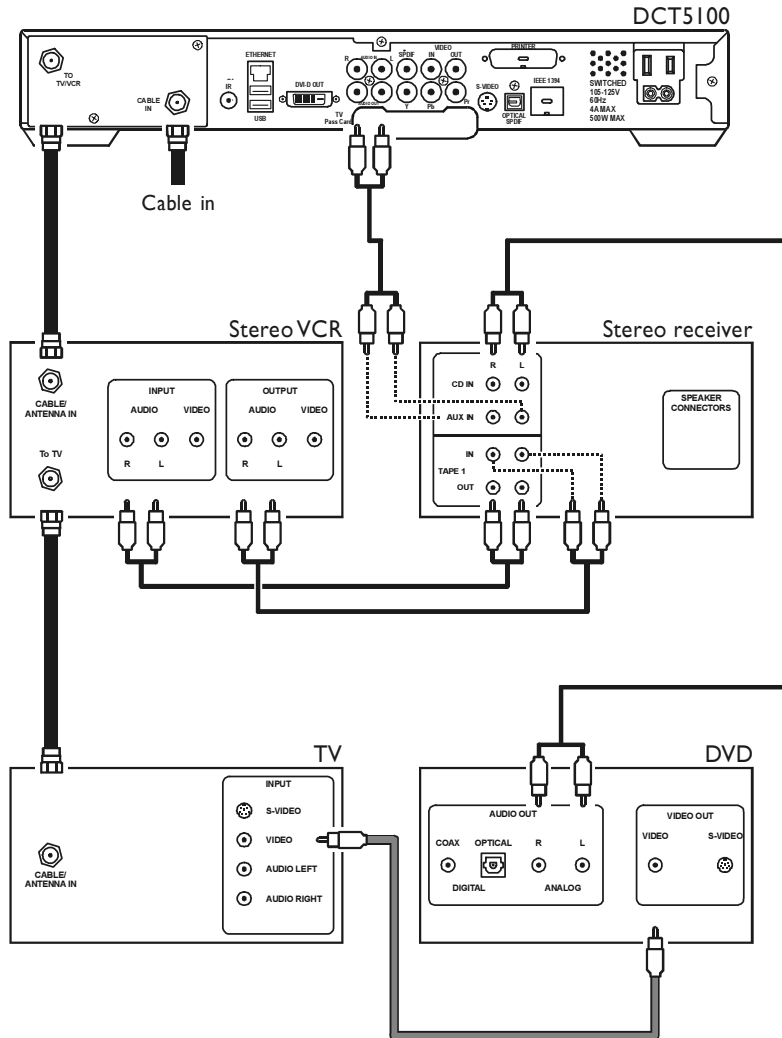 DCT5100
TO
TV/VCR
CABLE
IN
ETHERNET
USB
IR
DVI-D OUT
TV
Pass Card
R AUDIO IN L
AUDIO OUT
SPDIF
VIDEO
IN OUT
Y Pb Pr
PRINTER
S-VIDEO
OPTICAL
SPDIF
IEEE 1394
SWITCHED
105-125V
60Hz
4A MAX
500W MAX
Cable in
Stereo VCR
CABLE/
ANTENNA IN
To TV
INPUT
AUDIO VIDEO
R L
OUTPUT
AUDIO VIDEO
R L
Stereo receiver
R L
CD IN
AUX IN
IN
TAPE 1
OUT
SPEAKER
CONNECTORS
TV
CABLE/
ANTENNA IN
INPUT
S-VIDEO
VIDEO
AUDIO LEFT
AUDIO RIGHT
DVD
AUDIO OUT
COAX OPTICAL R L
DIGITAL ANALOG
VIDEO OUT
VIDEO S-VIDEO